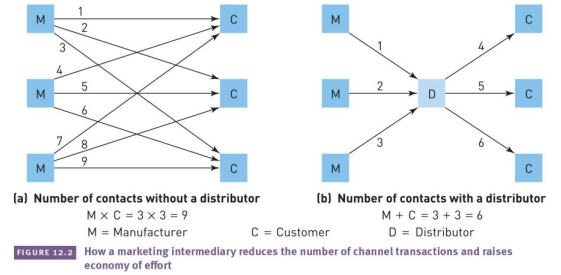 M
1
C
2
3
4
M
5
C
6
7
8
M
9
C
M
1
4
C
M
2
D
5
C
3
6
M
C
(a) Number of contacts without a distributor
M × C = 3 × 3 = 9
(b) Number of contacts with a distributor
M + C = 3 + 3 = 6
M = Manufacturer C = Customer D = Distributor
FIGURE 12.2 How a marketing intermediary reduces the number of channel transactions and raises
economy of effort